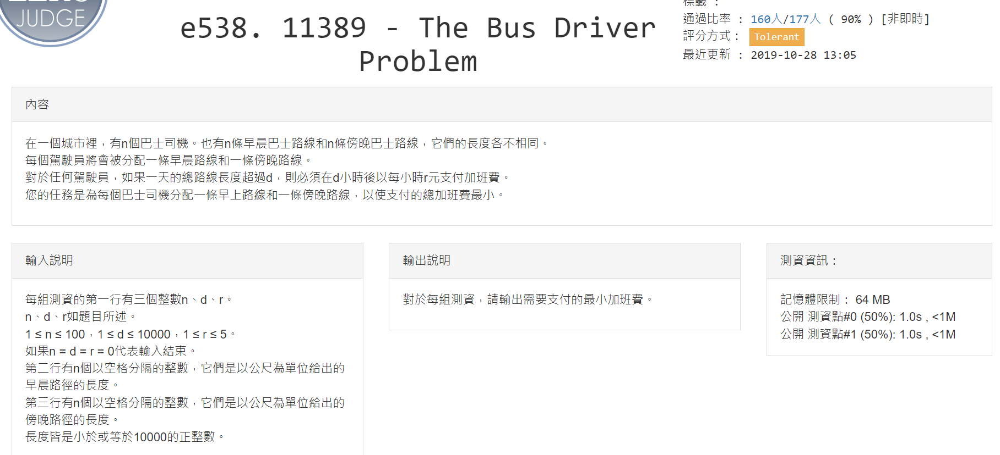 JUDGE
e538. 11389 - The Bus Driver
Problem
標籤 :
通過比率 : 160人/177人 ( 90% ) [非即時]
評分方式 : Tolerant
最近更新 : 2019-10-28 13:05
內容
在一個城市裡，有n個巴士司機。也有n條早晨巴士路線和n條傍晚巴士路線，它們的長度各不相同。
每個駕駛員將會被分配一條早晨路線和一條傍晚路線。
對於任何駕駛員，如果一天的總路線長度超過d，則必須在d小時後以每小時r元支付加班費。
您的任務是為每個巴士司機分配一條早上路線和一條傍晚路線，以使支付的總加班費最小。
輸入說明
每組測資的第一行有三個整數n、d、r。
n、d、r如題目所述。
1 ≤ n ≤ 100，1 ≤ d ≤ 10000，1 ≤ r ≤ 5。
如果n = d = r = 0代表輸入結束。
第二行有n個以空格分隔的整數，它們是以公尺為單位給出的
早晨路徑的長度。
第三行有n個以空格分隔的整數，它們是以公尺為單位給出的
傍晚路徑的長度。
長度皆是小於或等於10000的正整數。
輸出說明
對於每組測資，請輸出需要支付的最小加班費。
測資資訊：
記憶體限制： 64 MB
公開 測資點#0 (50%): 1.0s , <1M
公開 測資點#1 (50%): 1.0s , <1M